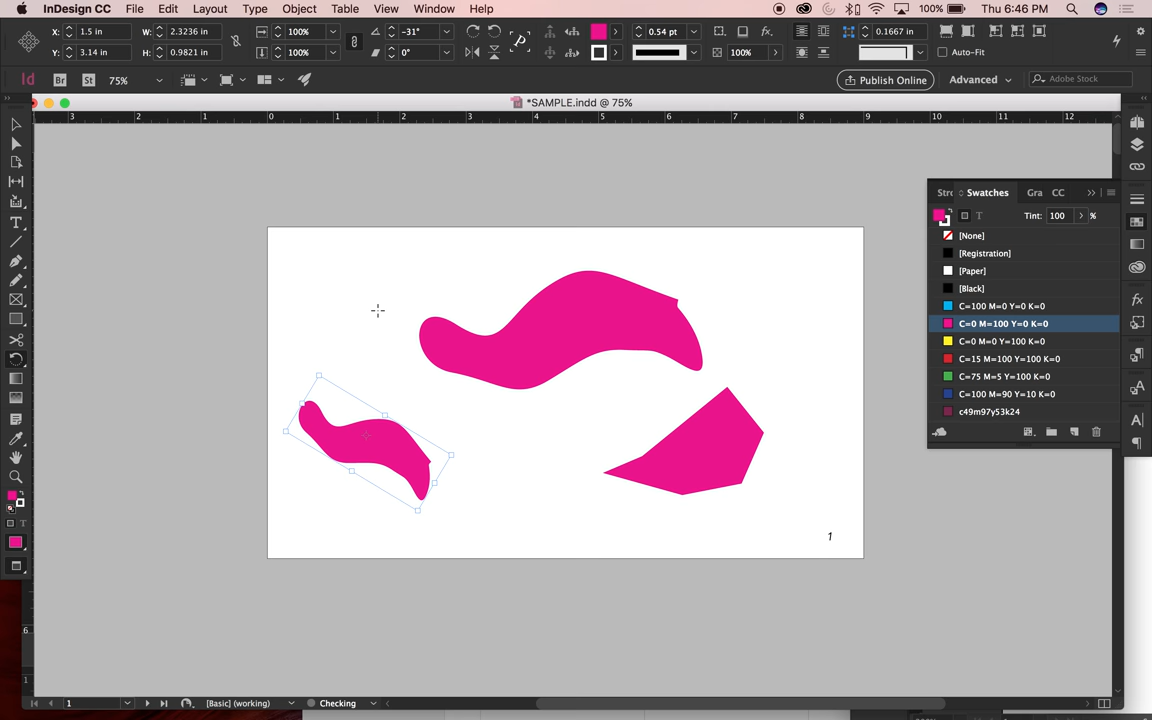 InDesign CC File Edit Layout Type Object Table View Window Help 100% Thu 6:46 PM
X: 1.5 in W: 2.3236 in 100% -31° 0.54 pt 0.1667 in
Y: 3.14 in H: 0.9821 in 100% 0° 100% Auto-Fit
Id Br St 75% Publish Online Advanced Adobe Stock
*SAMPLE.indd @ 75%
3 2 1 0 1 2 3 4 5 6 7 8 9 10 11 12
Stro Swatches Gra CC
T Tint: 100 %
[None]
[Registration]
[Paper]
[Black]
C=100 M=0 Y=0 K=0
C=0 M=100 Y=0 K=0
C=0 M=0 Y=100 K=0
C=15 M=100 Y=100 K=0
C=75 M=5 Y=100 K=0
C=100 M=90 Y=10 K=0
c49m97y53k24
1
6
1
1 [Basic] (working) Checking